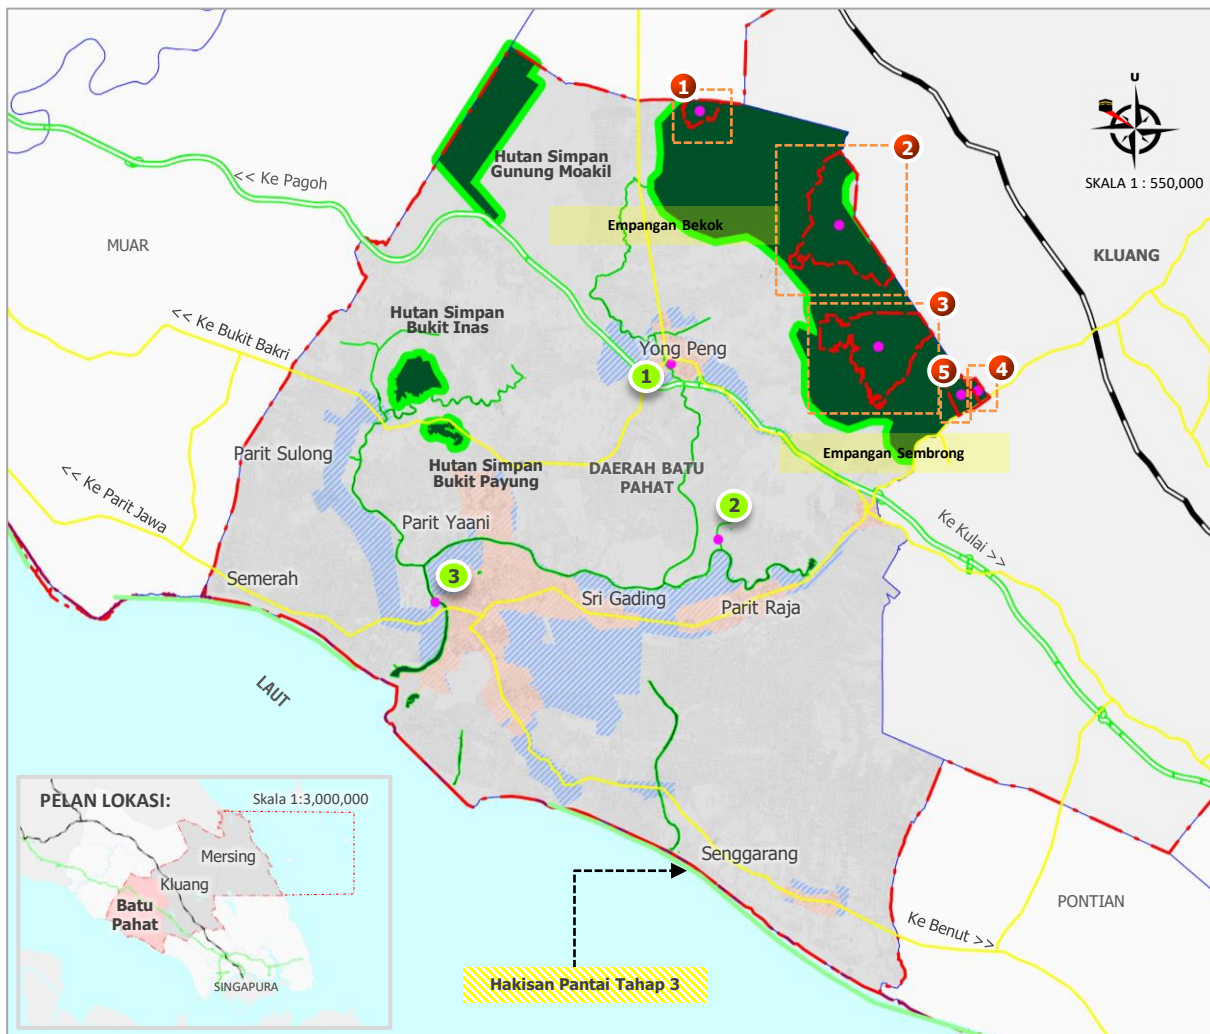 1
U
2
Hutan Simpan
Gunung Moakil
<< Ke Pagoh
SKALA 1 : 550,000
Empangan Bekok
MUAR
KLUANG
3
Hutan Simpan
Bukit Inas
<< Ke Bukit Bakri
Yong Peng
1
5
4
Parit Sulong
Empangan Sembrong
Hutan Simpan
Bukit Payung
DAERAH BATU
PAHAT
<< Ke Parit Jawa
2
Parit Yaani
Ke Kulai >>
Semerah
3
Sri Gading
Parit Raja
LAUT
PELAN LOKASI:
Skala 1:3,000,000
Mersing
Kluang
Batu
Pahat
SINGAPURA
Senggarang
PONTIAN
Ke Benut >>
Hakisan Pantai Tahap 3